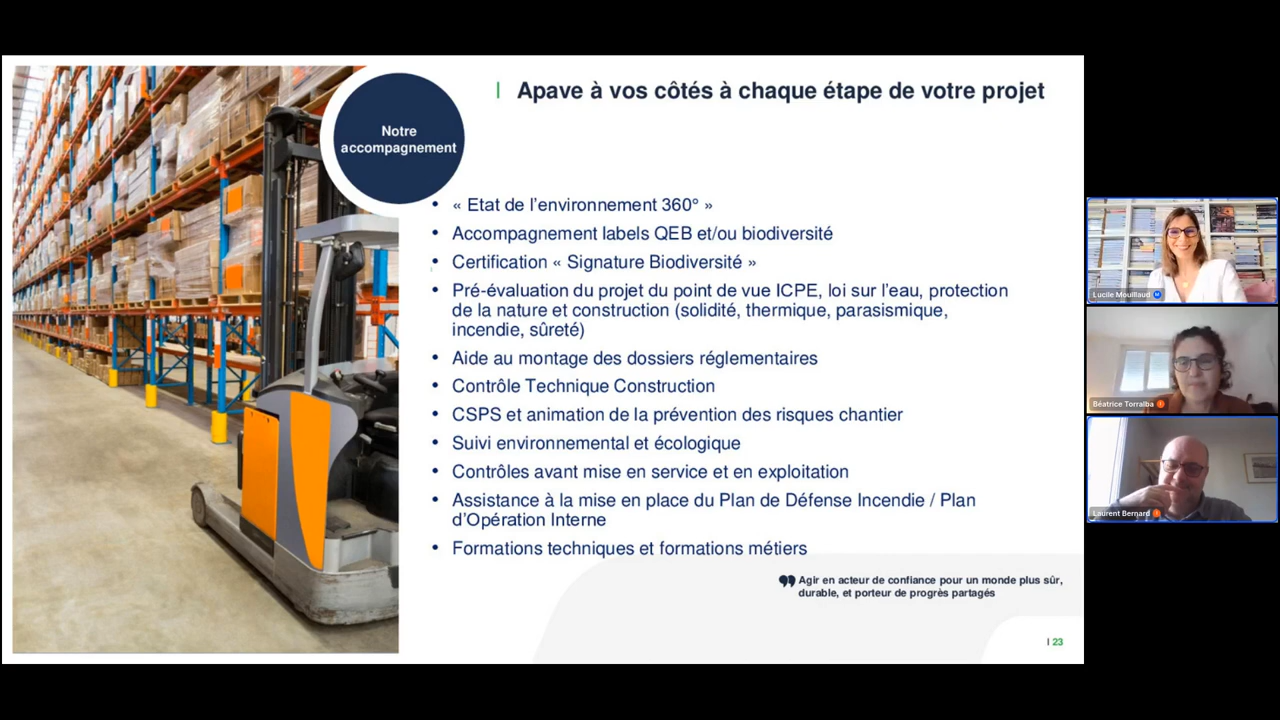 Notre
accompagnement
Apave à vos côtés à chaque étape de votre projet
• « Etat de l'environnement 360° »
• Accompagnement labels QEB et/ou biodiversité
• Certification « Signature Biodiversité »
• Pré-évaluation du projet du point de vue ICPE, loi sur l'eau, protection
de la nature et construction (solidité, thermique, parasismique,
incendie, sûreté)
• Aide au montage des dossiers réglementaires
• Contrôle Technique Construction
• CSPS et animation de la prévention des risques chantier
• Suivi environnemental et écologique
• Contrôles avant mise en service et en exploitation
• Assistance à la mise en place du Plan de Défense Incendie / Plan
d'Opération Interne
• Formations techniques et formations métiers
Agir en acteur de confiance pour un monde plus sûr,
durable, et porteur de progrès partagés
I 23
Lucile Mouillaud
Béatrice Torralba
Laurent Bernard